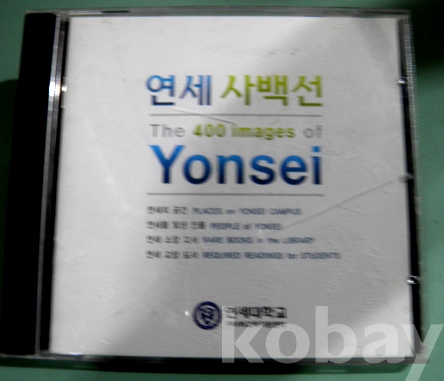 연세 사백선
The 400 images of
Yonsei
연세의 공간 PLACES on YONSEI CAMPUS
연세를 빛낸 인물 PEOPLE of YONSEI
연세 소장 고서 RARE BOOKS in the LIBRARY
연세 교양 도서 REQUIRED READINGS for STUDENTS
연세대학교
kobay